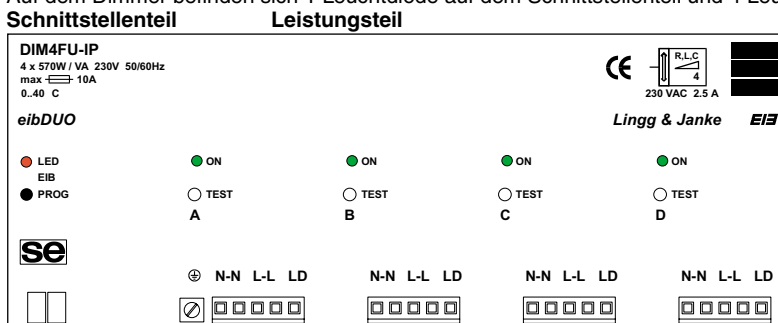 Auf dem Dimmer befinden sich 1 Leuchtdiode auf dem Schnittstellenteil und 4 Leu
Schnittstellenteil Leistungsteil
DIM4FU-IP
4 x 570W / VA 230V 50/60Hz
max 10A
0..40 C
R,L,C
4
230 VAC 2.5 A
eibDUO
Lingg & Janke EIB
LED ON ON ON ON
EIB
PROG TEST TEST TEST TEST
A B C D
se
N-N L-L LD N-N L-L LD N-N L-L LD N-N L-L LD